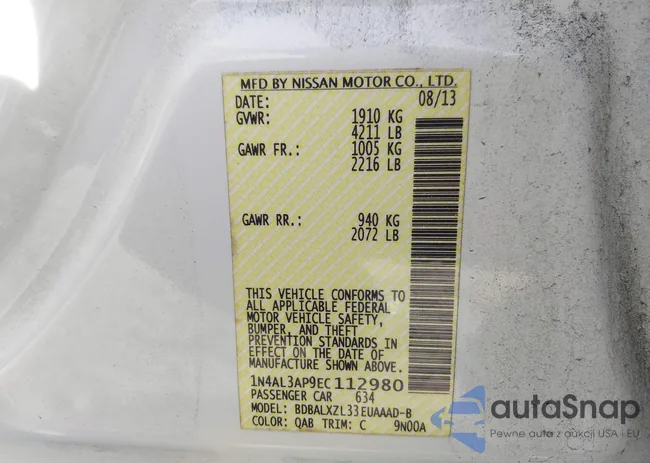 MFD BY NISSAN MOTOR CO., LTD.
DATE: 08/13
GVWR: 1910 KG
4211 LB
GAWR FR.: 1005 KG
2216 LB
GAWR RR.: 940 KG
2072 LB
THIS VEHICLE CONFORMS TO
ALL APPLICABLE FEDERAL
MOTOR VEHICLE SAFETY,
BUMPER, AND THEFT
PREVENTION STANDARDS IN
EFFECT ON THE DATE OF
MANUFACTURE SHOWN ABOVE.
1N4AL3AP9EC112980
PASSENGER CAR 634
MODEL: BDBALXZL33EUAAAD-B
COLOR: QAB TRIM: C 9N00A
autoSnap
Pewne auta z aukcji USA i EU